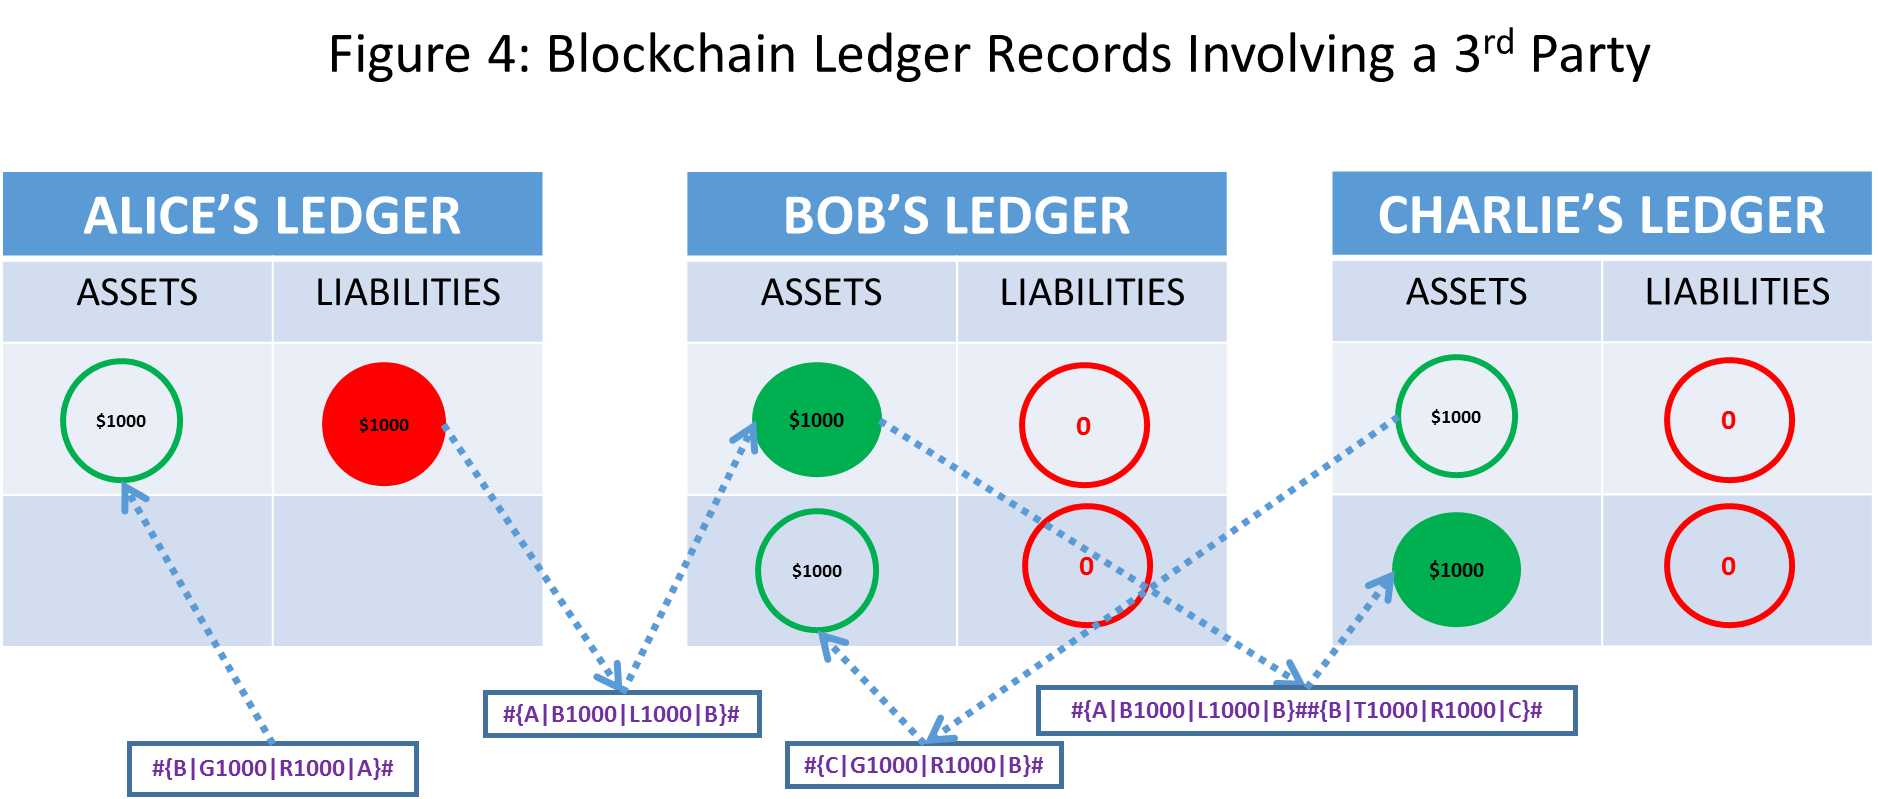 Figure 4: Blockchain Ledger Records Involving a 3rd Party
ALICE’S LEDGER
ASSETS LIABILITIES
$1000 $1000
BOB’S LEDGER
ASSETS LIABILITIES
$1000 0
$1000 0
CHARLIE’S LEDGER
ASSETS LIABILITIES
$1000 0
$1000 0
#{A|B1000|L1000|B}#
#{A|B1000|L1000|B}##{B|T1000|R1000|C}#
#{B|G1000|R1000|A}#
#{C|G1000|R1000|B}#